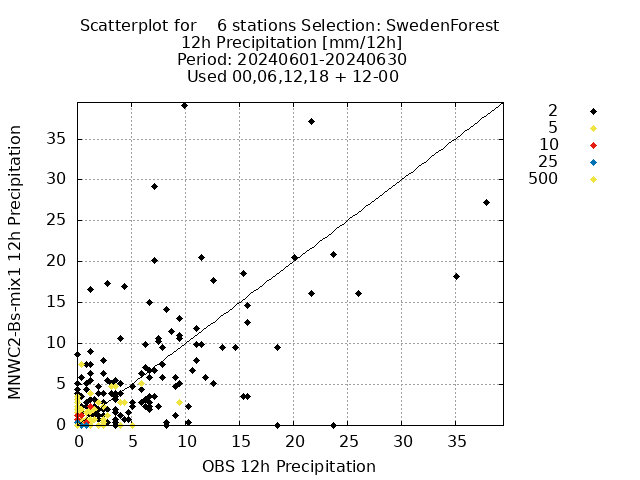 Scatterplot for    6 stations Selection: SwedenForest
12h Precipitation [mm/12h]
Period: 20240601-20240630
Used 00,06,12,18 + 12-00
2
5
10
25
500
35
30
25
20
15
10
5
0
0 5 10 15 20 25 30 35
MNWC2-Bs-mix1 12h Precipitation
OBS 12h Precipitation